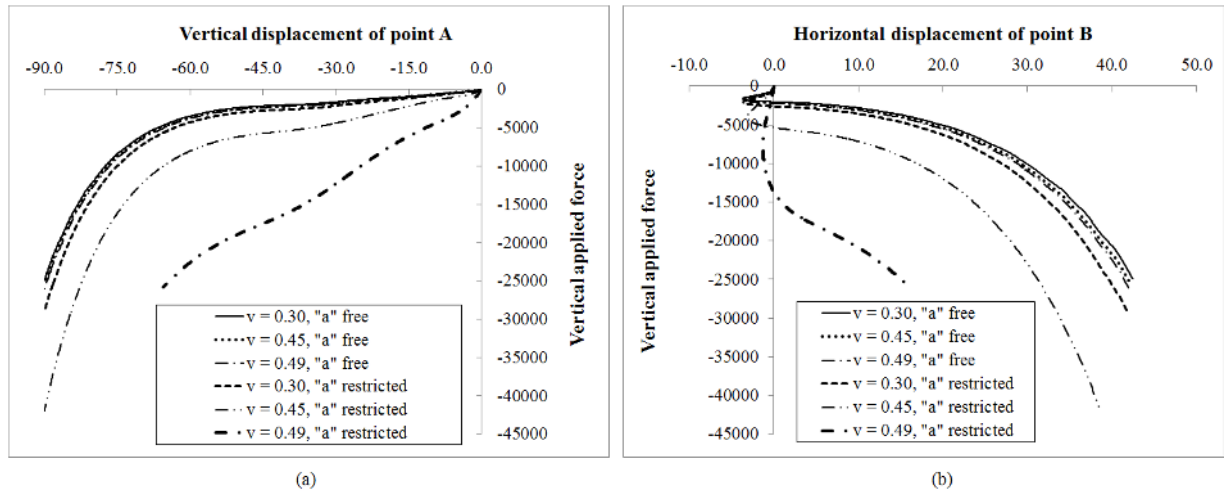 Vertical displacement of point A
-90.0 -75.0 -60.0 -45.0 -30.0 -15.0 0.0
0
-5000
-10000
-15000
-20000
-25000
-30000
-35000
-40000
-45000
Vertical applied force
v = 0.30, "a" free
v = 0.45, "a" free
v = 0.49, "a" free
v = 0.30, "a" restricted
v = 0.45, "a" restricted
v = 0.49, "a" restricted
(a)
Horizontal displacement of point B
-10.0 0.0 10.0 20.0 30.0 40.0 50.0
0
-5000
-10000
-15000
-20000
-25000
-30000
-35000
-40000
-45000
Vertical applied force
v = 0.30, "a" free
v = 0.45, "a" free
v = 0.49, "a" free
v = 0.30, "a" restricted
v = 0.45, "a" restricted
v = 0.49, "a" restricted
(b)